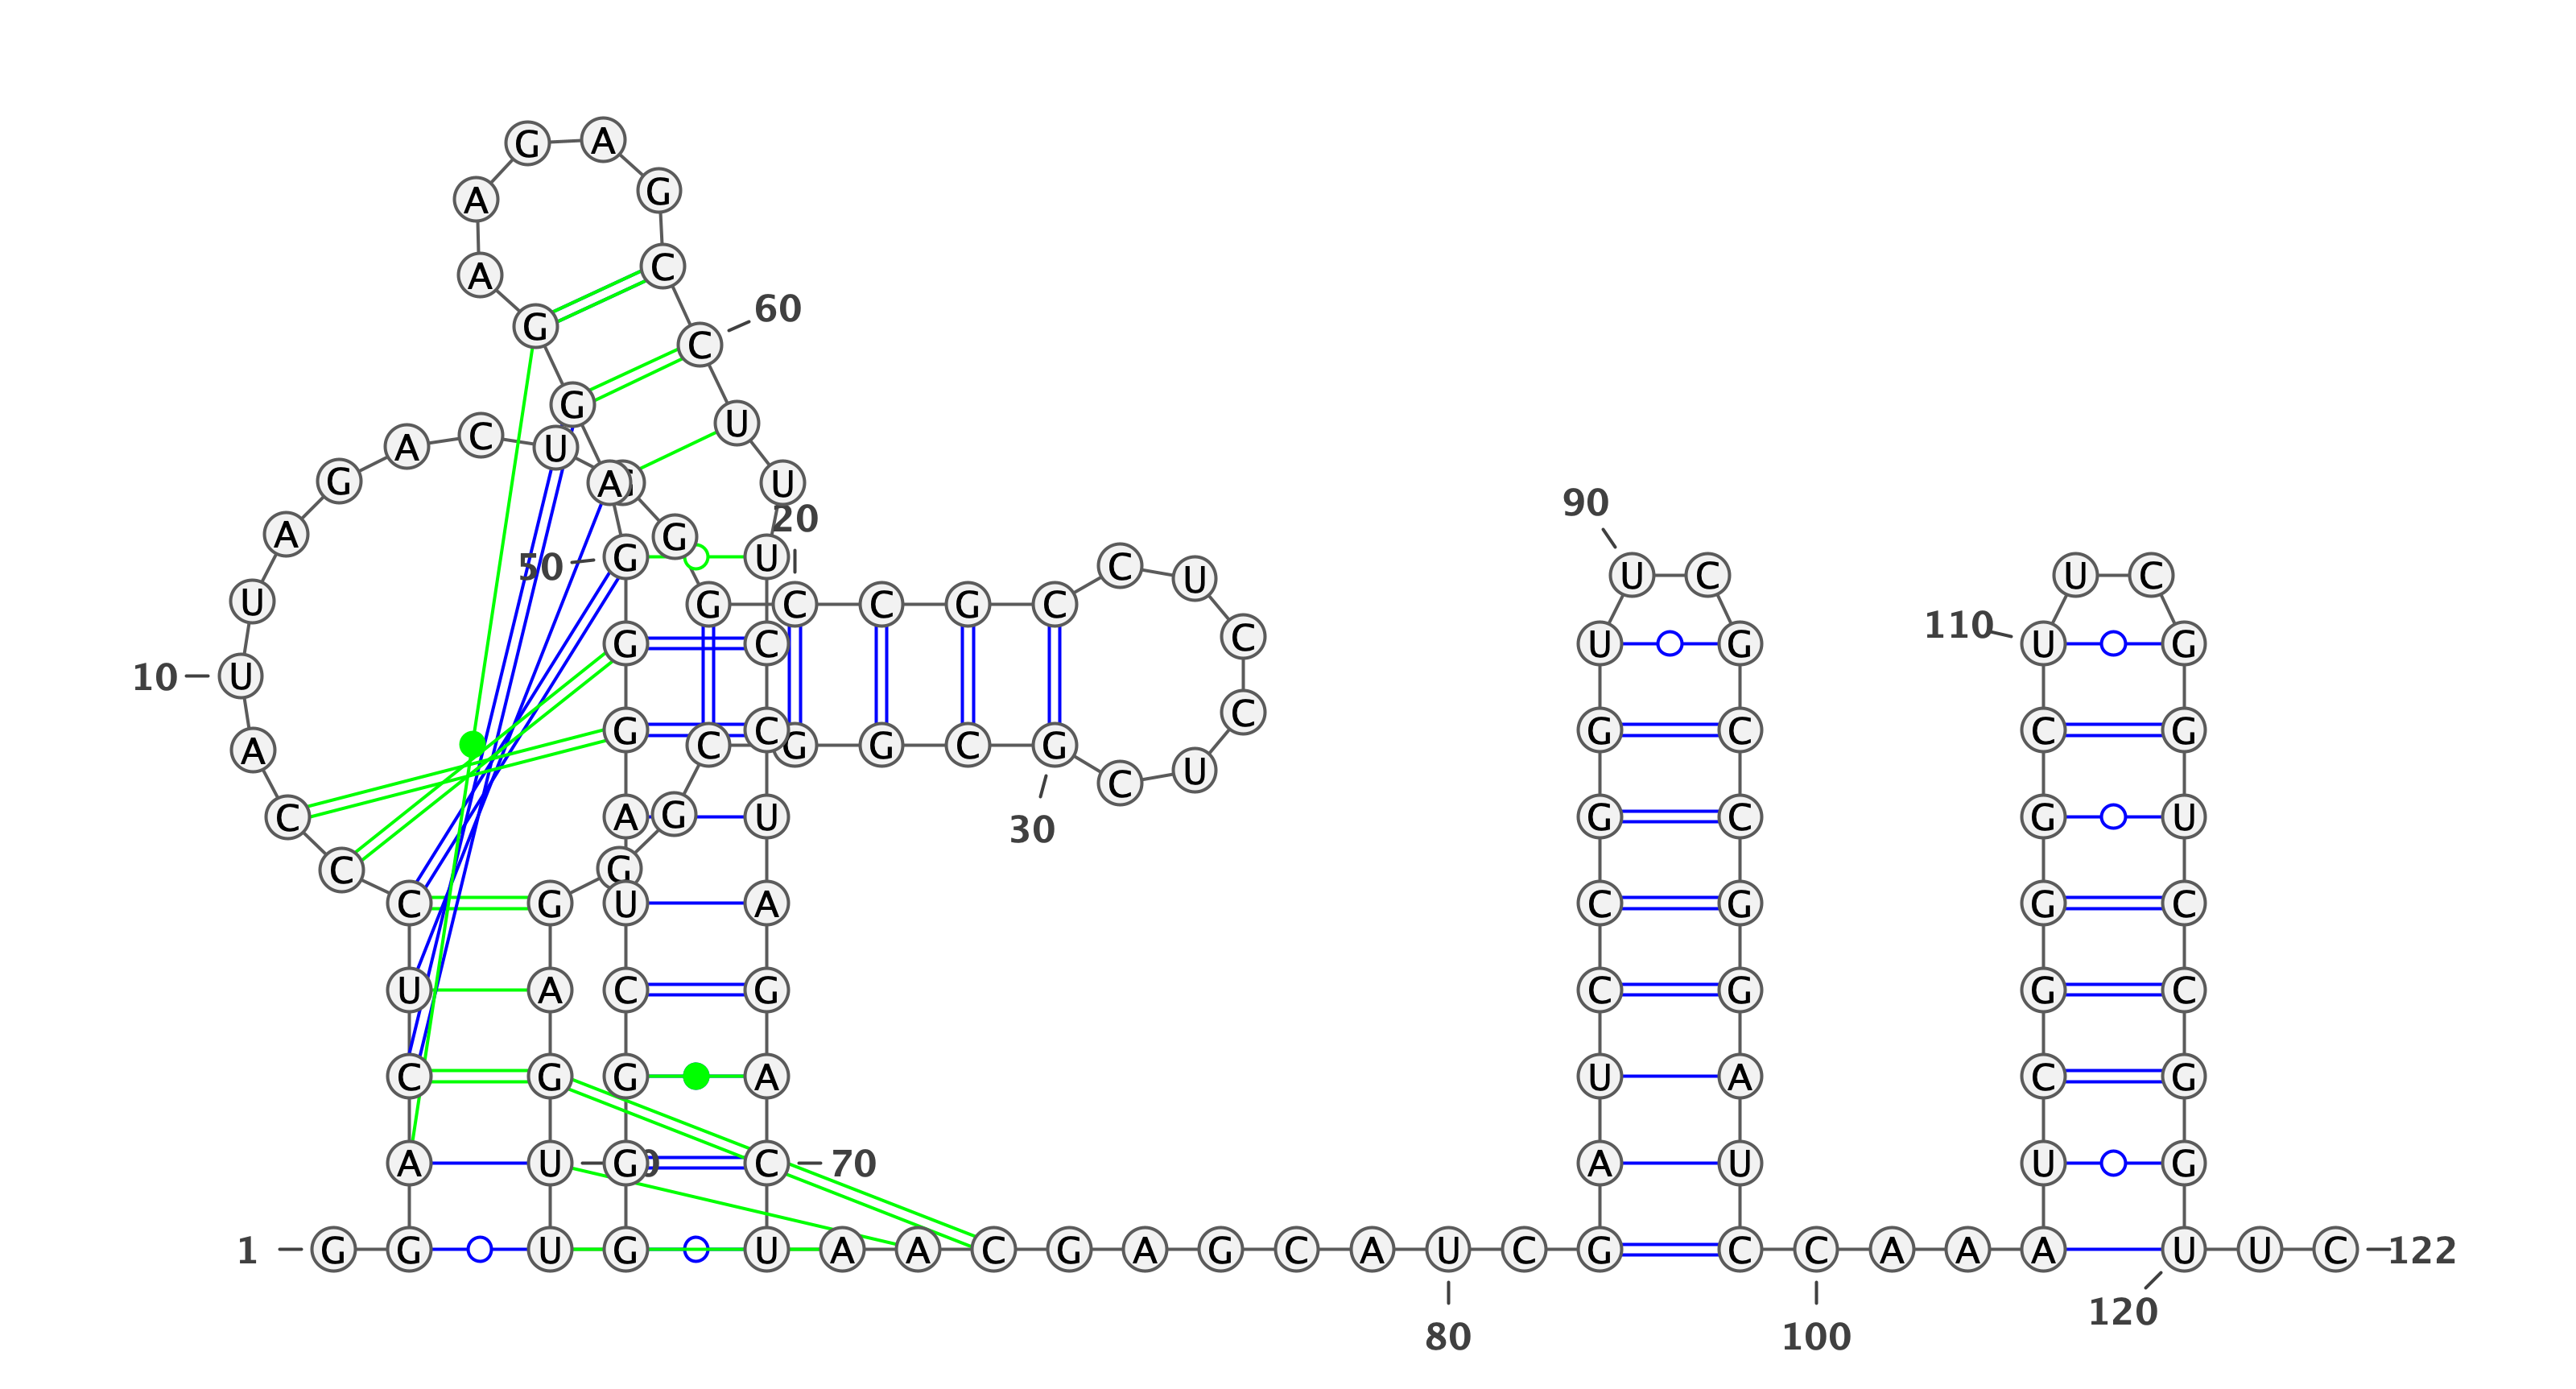 G A
A G
A C
60
G C
G U
A C U
G A U
90
20
A G
50 G U C U
U C U C
U G C C G C
110
G C C U G U G
10 U
C
G C G C C G
A C G G C G U
C
C A G U G C G U
30
C G
C G U A C G G C
U A C G C G G C
C G G A U A C G
A U G C 70 A U U G
1 G G U G U A A C G A G C A U C G C C A A A U U C 122
80 100 120